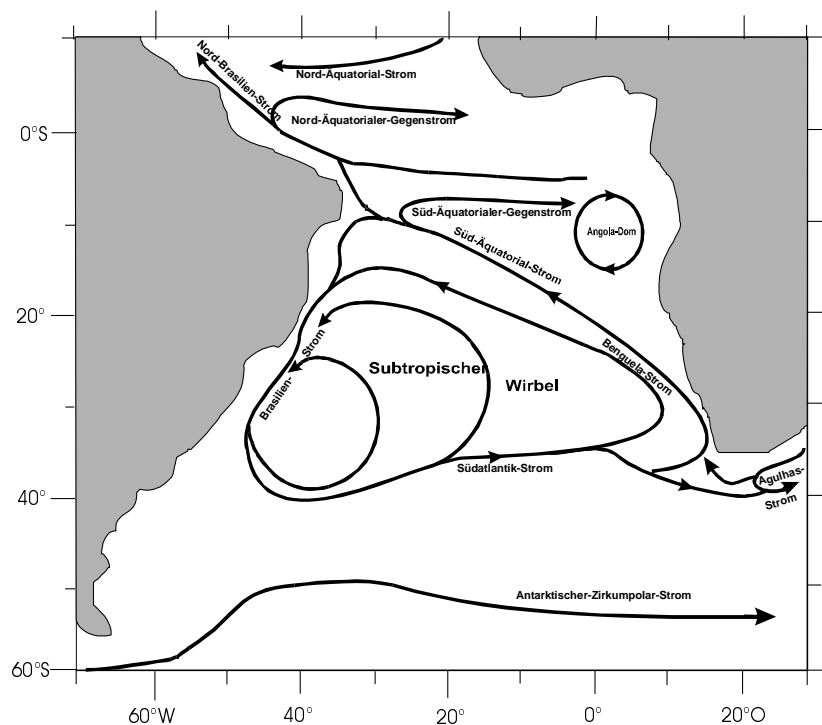 Nord-Brasilien-Strom
Nord-Äquatorial-Strom
Nord-Äquatorialer-Gegenstrom
0°S
Süd-Äquatorialer-Gegenstrom
Angola-Dom
Süd-Äquatorial-Strom
20°
Brasilien-
Strom
Subtropischer
Wirbel
Benguela-Strom
Südatlantik-Strom
Agulhas-
Strom
40°
Antarktischer-Zirkumpolar-Strom
60°S
60°W
40°
20°
0°
20°O